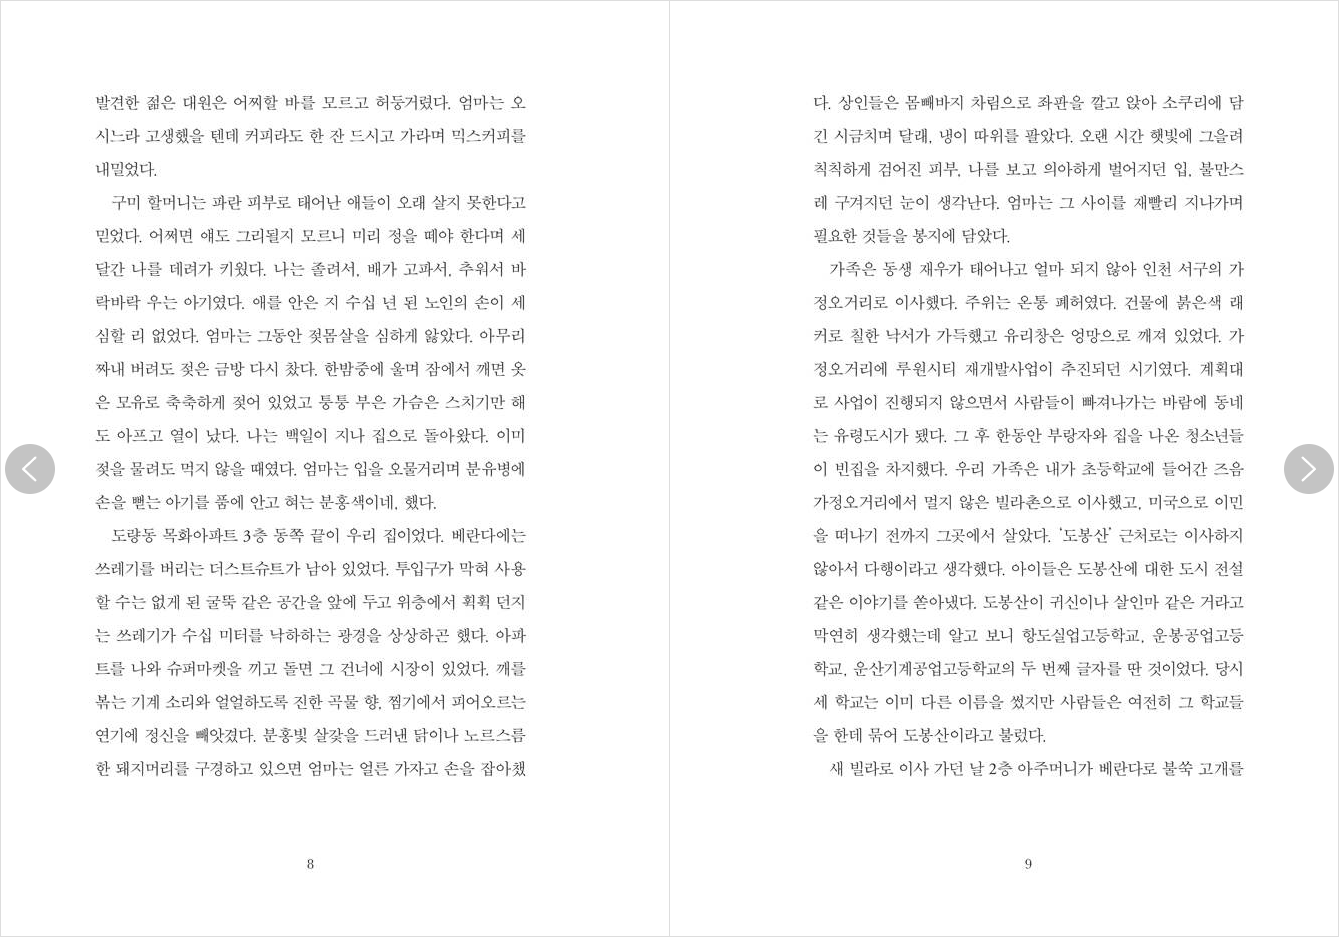 발견한 젊은 대원은 어찌할 바를 모르고 허둥거렸다. 엄마는 오
시느라 고생했을 텐데 커피라도 한 잔 드시고 가라며 믹스커피를
내밀었다.
구미 할머니는 파란 피부로 태어난 애들이 오래 살지 못한다고
믿었다. 어쩌면 얘도 그리될지 모르니 미리 정을 떼야 한다며 세
달간 나를 데려가 키웠다. 나는 졸려서, 배가 고파서, 추워서 바
락바락 우는 아기였다. 애를 안은 지 수십 년 된 노인의 손이 세
심할 리 없었다. 엄마는 그동안 젖몸살을 심하게 앓았다. 아무리
짜내 버려도 젖은 금방 다시 찼다. 한밤중에 울며 잠에서 깨면 옷
은 모유로 축축하게 젖어 있었고 퉁퉁 부은 가슴은 스치기만 해
도 아프고 열이 났다. 나는 백일이 지나 집으로 돌아왔다. 이미
젖을 물려도 먹지 않을 때였다. 엄마는 입을 오물거리며 분유병에
손을 뻗는 아기를 품에 안고 혀는 분홍색이네, 했다.
도량동 목화아파트 3층 동쪽 끝이 우리 집이었다. 베란다에는
쓰레기를 버리는 더스트슈트가 남아 있었다. 투입구가 막혀 사용
할 수는 없게 된 굴뚝 같은 공간을 앞에 두고 위층에서 휙휙 던지
는 쓰레기가 수십 미터를 낙하하는 광경을 상상하곤 했다. 아파
트를 나와 슈퍼마켓을 끼고 돌면 그 건너에 시장이 있었다. 깨를
볶는 기계 소리와 얼얼하도록 진한 곡물 향, 찜기에서 피어오르는
연기에 정신을 빼앗겼다. 분홍빛 살갗을 드러낸 닭이나 노르스름
한 돼지머리를 구경하고 있으면 엄마는 얼른 가자고 손을 잡아챘
8
다. 상인들은 몸빼바지 차림으로 좌판을 깔고 앉아 소쿠리에 담
긴 시금치며 달래, 냉이 따위를 팔았다. 오랜 시간 햇빛에 그을려
칙칙하게 검어진 피부, 나를 보고 의아하게 벌어지던 입, 불만스
레 구겨지던 눈이 생각난다. 엄마는 그 사이를 재빨리 지나가며
필요한 것들을 봉지에 담았다.
가족은 동생 재우가 태어나고 얼마 되지 않아 인천 서구의 가
정오거리로 이사했다. 주위는 온통 폐허였다. 건물에 붉은색 래
커로 칠한 낙서가 가득했고 유리창은 엉망으로 깨져 있었다. 가
정오거리에 루원시티 재개발사업이 추진되던 시기였다. 계획대
로 사업이 진행되지 않으면서 사람들이 빠져나가는 바람에 동네
는 유령도시가 됐다. 그 후 한동안 부랑자와 집을 나온 청소년들
이 빈집을 차지했다. 우리 가족은 내가 초등학교에 들어간 즈음
가정오거리에서 멀지 않은 빌라촌으로 이사했고, 미국으로 이민
을 떠나기 전까지 그곳에서 살았다. ‘도봉산’ 근처로는 이사하지
않아서 다행이라고 생각했다. 아이들은 도봉산에 대한 도시 전설
같은 이야기를 쏟아냈다. 도봉산이 귀신이나 살인마 같은 거라고
막연히 생각했는데 알고 보니 항도실업고등학교, 운봉공업고등
학교, 운산기계공업고등학교의 두 번째 글자를 딴 것이었다. 당시
세 학교는 이미 다른 이름을 썼지만 사람들은 여전히 그 학교들
을 한데 묶어 도봉산이라고 불렀다.
새 빌라로 이사 가던 날 2층 아주머니가 베란다로 불쑥 고개를
9